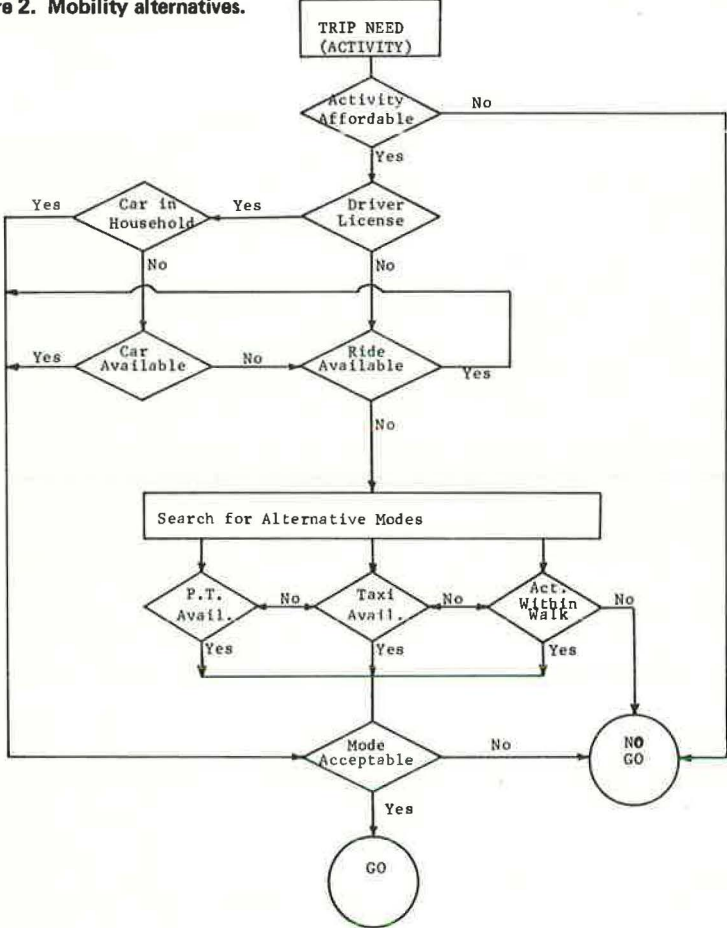 re 2. Mobility alternatives.
TRIP NEED
(ACTIVITY)
Activity
Affordable
No
Yes
Yes
Car in
Household
Yes
Driver
License
No
No
Yes
Car
Available
No
Ride
Available
Yes
No
Search for Alternative Modes
P.T.
Avail.
No
Taxi
Avail.
No
Act.
Within
Walk
No
Yes
Yes
Yes
Mode
Acceptable
No
NO
GO
Yes
GO